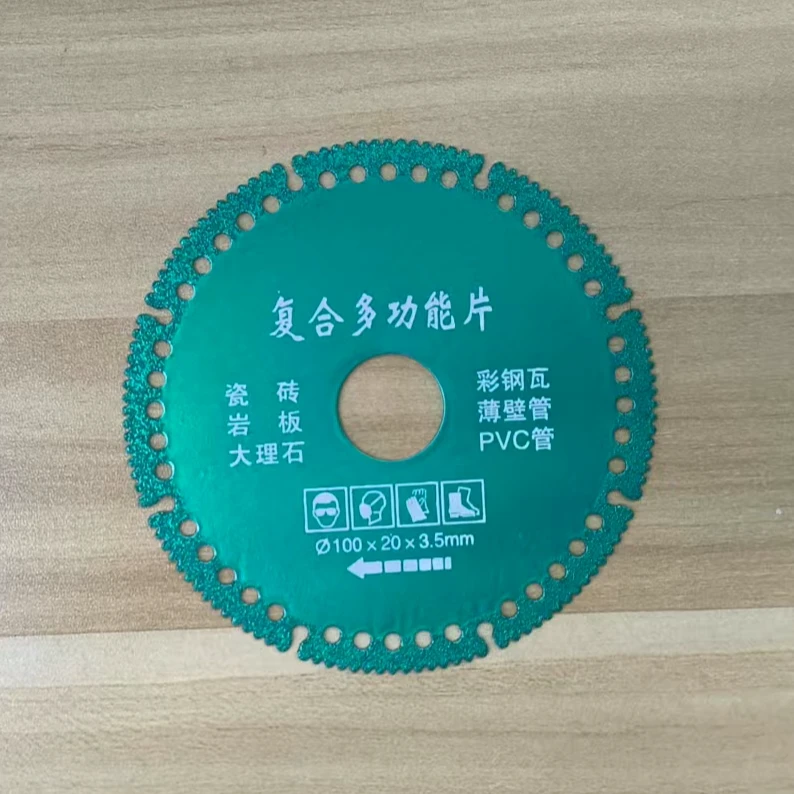 复合多功能片
瓷 砖
岩 板
大理石
彩钢瓦
薄壁管
PVC管
Ø100×20×3.5mm